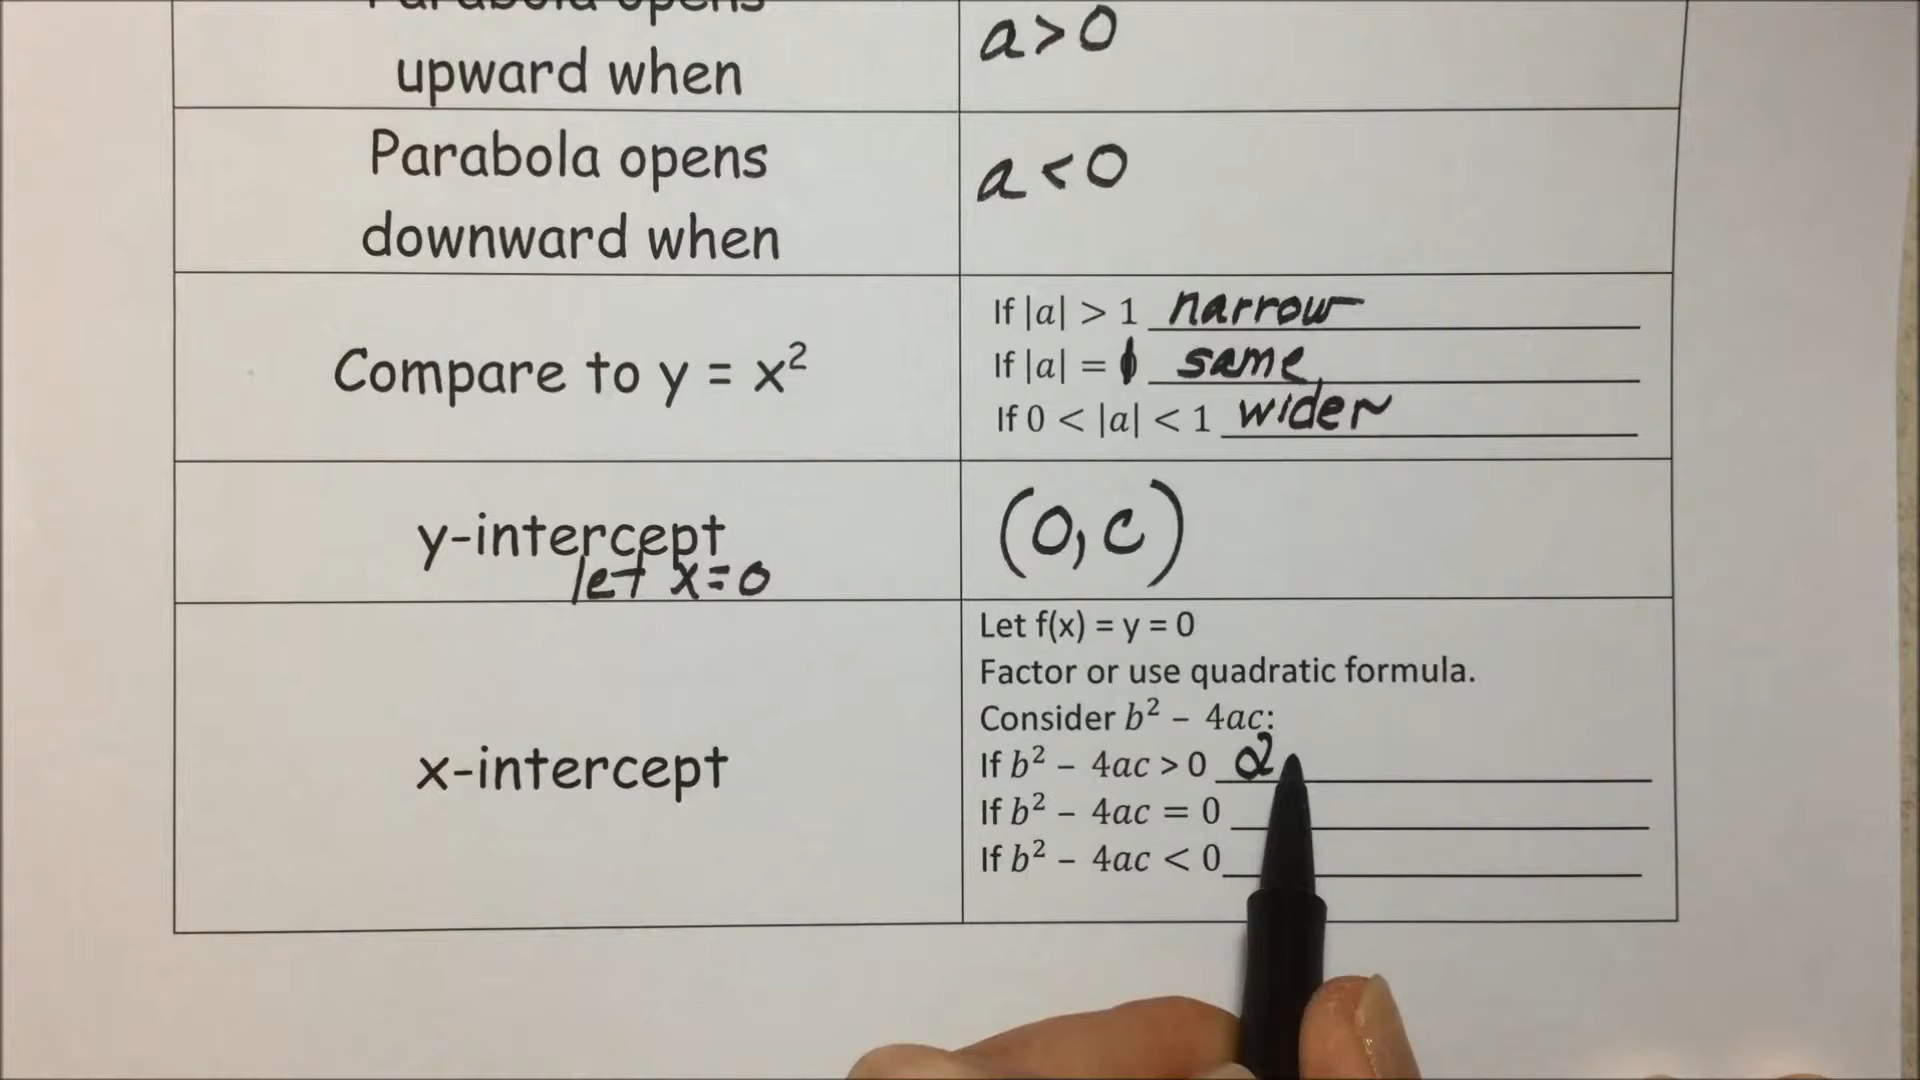 Parabola opens
upward when
a > 0
Parabola opens
downward when
a < 0
Compare to y = x²
If |a| > 1 narrow
If |a| = 1 same
If 0 < |a| < 1 wider
y-intercept
let x = 0
(0, c)
x-intercept
Let f(x) = y = 0
Factor or use quadratic formula.
Consider b² − 4ac:
If b² − 4ac > 0 2
If b² − 4ac = 0
If b² − 4ac < 0